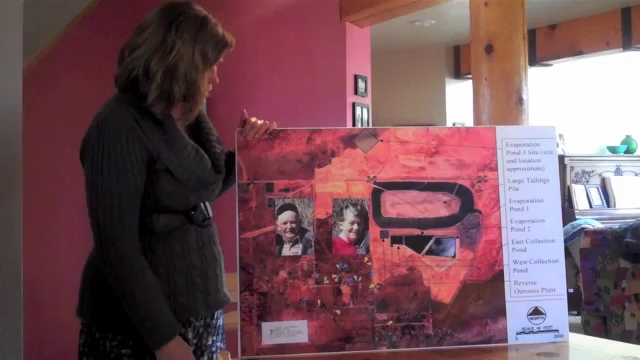 Evaporation
Pond 3 Site (size
and location
approximate)
Large Tailings
Pile
Evaporation
Pond 1
Evaporation
Pond 2
East Collection
Pond
West Collection
Pond
Reverse
Osmosis Plant
NORTH
SCALE IN FEET